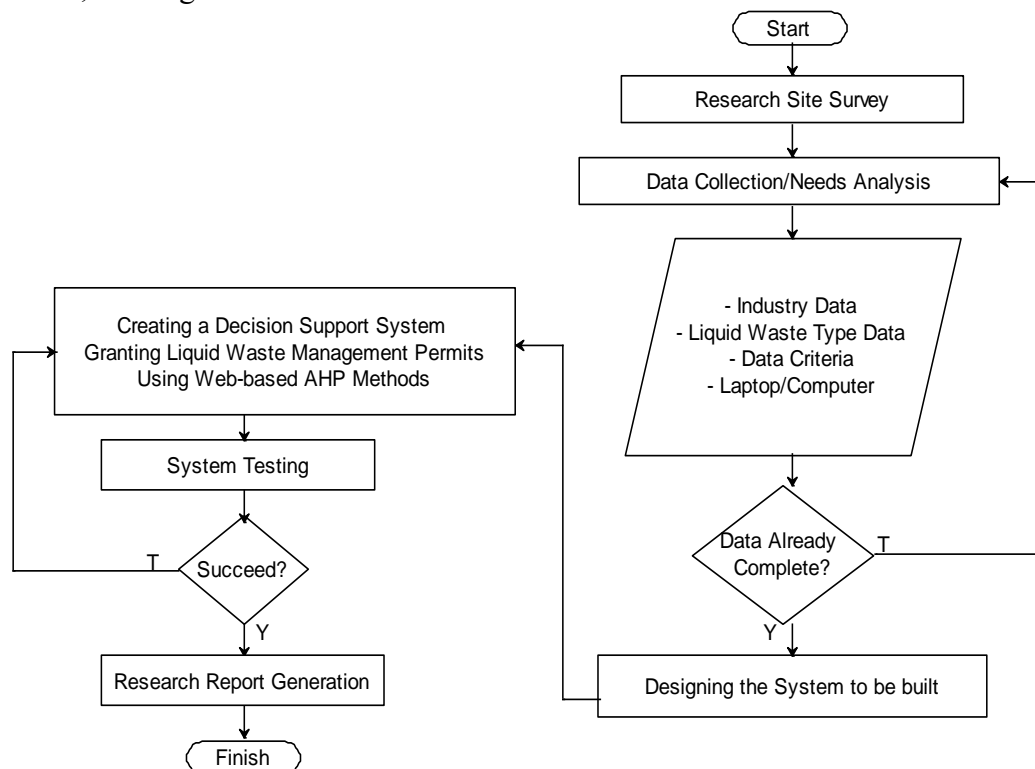 Start
Research Site Survey
Data Collection/Needs Analysis
- Industry Data
- Liquid Waste Type Data
- Data Criteria
- Laptop/Computer
Data Already
Complete?
T
Y
Designing the System to be built
Creating a Decision Support System
Granting Liquid Waste Management Permits
Using Web-based AHP Methods
System Testing
Succeed?
T
Y
Research Report Generation
Finish